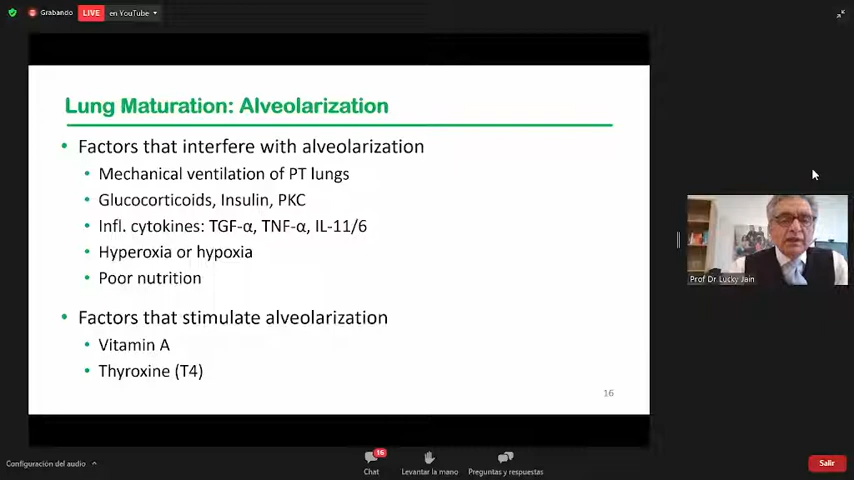 Grabando
LIVE
en YouTube
Lung Maturation: Alveolarization
• Factors that interfere with alveolarization
• Mechanical ventilation of PT lungs
• Glucocorticoids, Insulin, PKC
• Infl. cytokines: TGF-α, TNF-α, IL-11/6
• Hyperoxia or hypoxia
• Poor nutrition
• Factors that stimulate alveolarization
• Vitamin A
• Thyroxine (T4)
16
Prof Dr Lucky Jain
Configuración del audio
16
Chat
Levantar la mano
Preguntas y respuestas
Salir